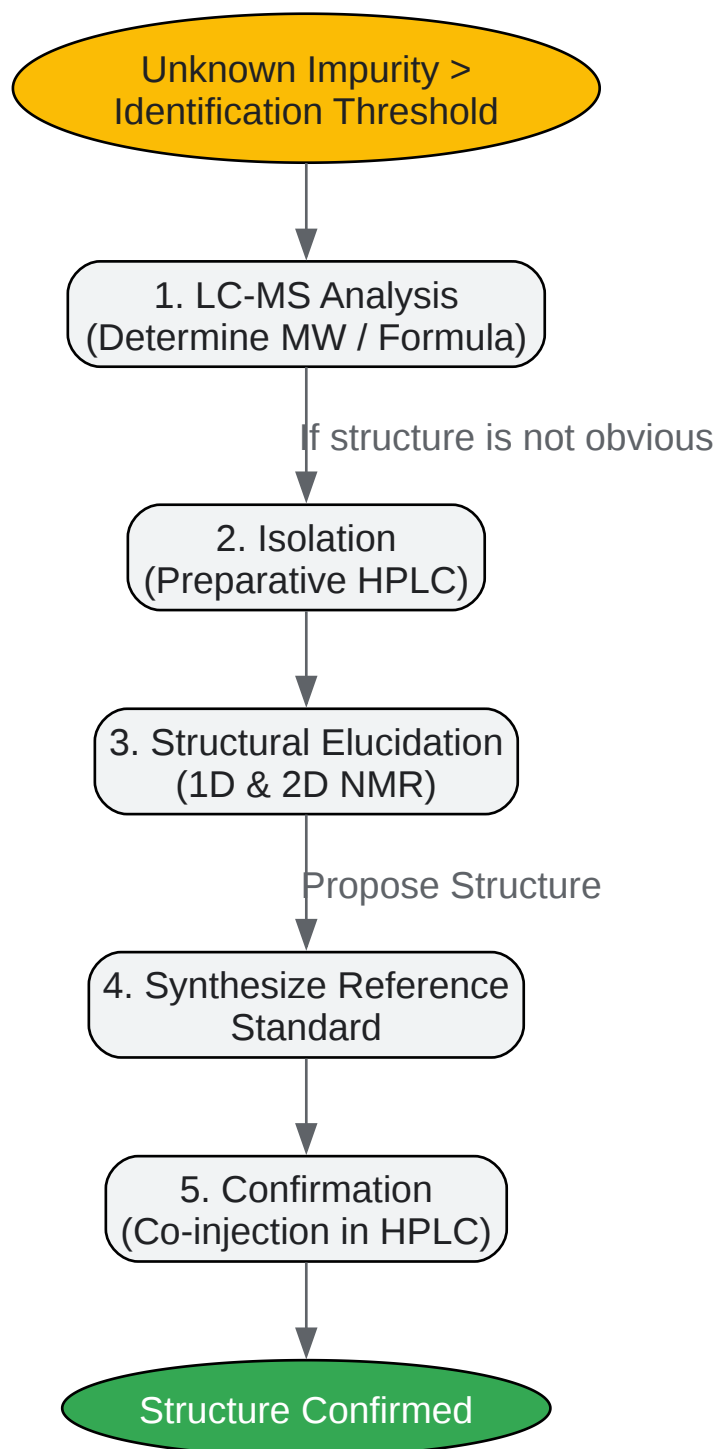 Unknown Impurity >
Identification Threshold
1. LC-MS Analysis
(Determine MW / Formula)
If structure is not obvious
2. Isolation
(Preparative HPLC)
3. Structural Elucidation
(1D & 2D NMR)
Propose Structure
4. Synthesize Reference
Standard
5. Confirmation
(Co-injection in HPLC)
Structure Confirmed